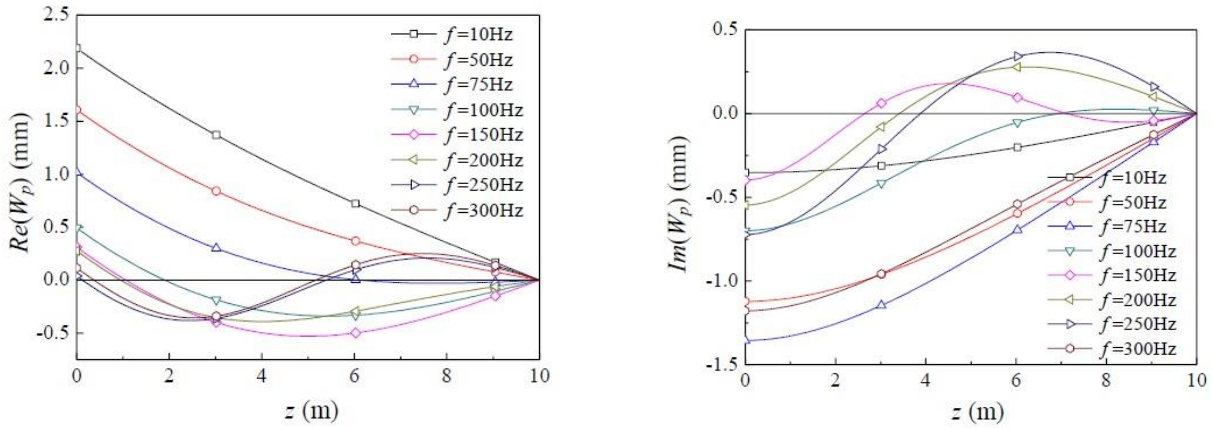 2.5
2.0
1.5
1.0
0.5
0.0
-0.5
Re(W_p) (mm)
0 2 4 6 8 10
z (m)
f=10Hz
f=50Hz
f=75Hz
f=100Hz
f=150Hz
f=200Hz
f=250Hz
f=300Hz
0.5
0.0
-0.5
-1.0
-1.5
Im(W_p) (mm)
0 2 4 6 8 10
z (m)
f=10Hz
f=50Hz
f=75Hz
f=100Hz
f=150Hz
f=200Hz
f=250Hz
f=300Hz